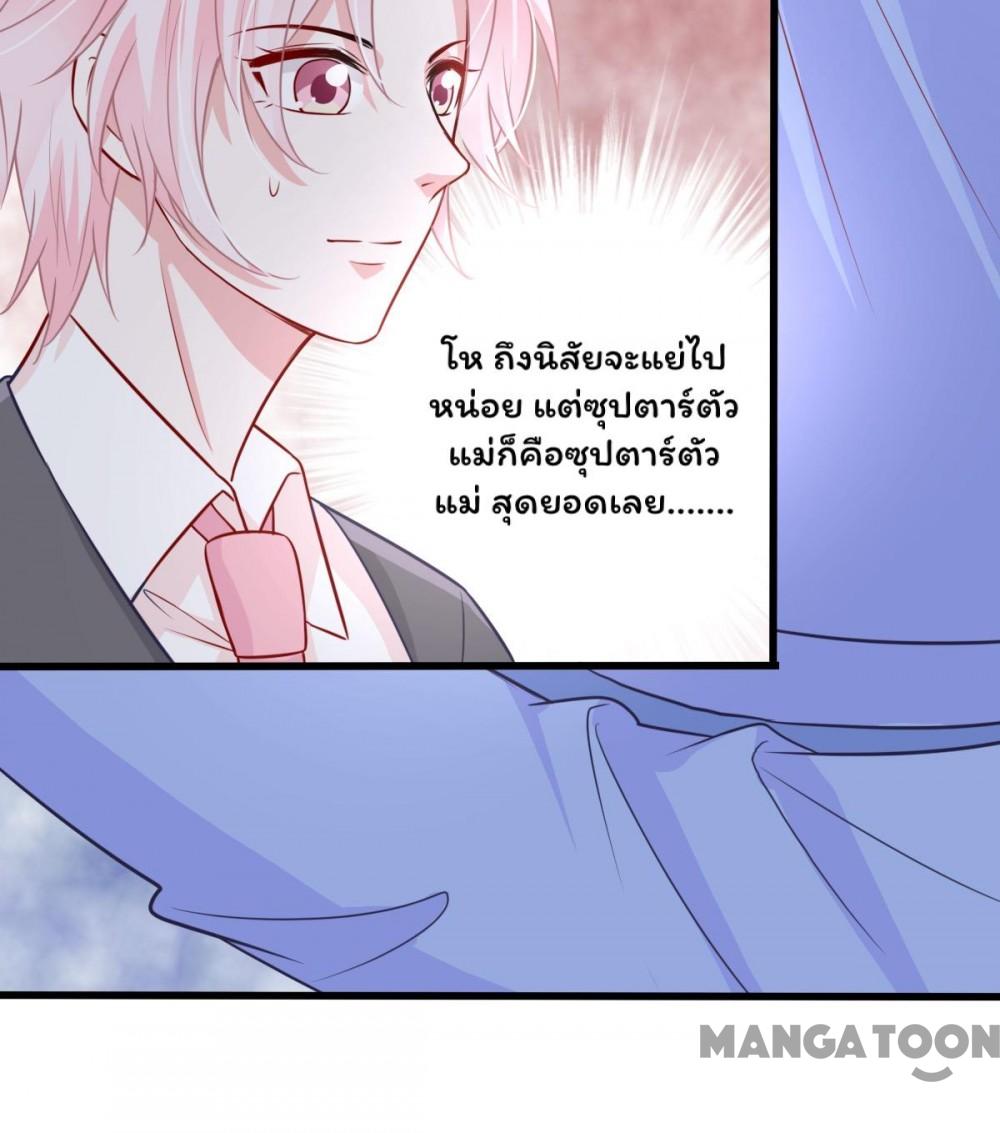 โห ถึงนิสัยจะแย่ไป
หน่อย แต่ซุปตาร์ตัว
แม่ก็คือซุปตาร์ตัว
แม่ สุดยอดเลย.......
MANGATOON